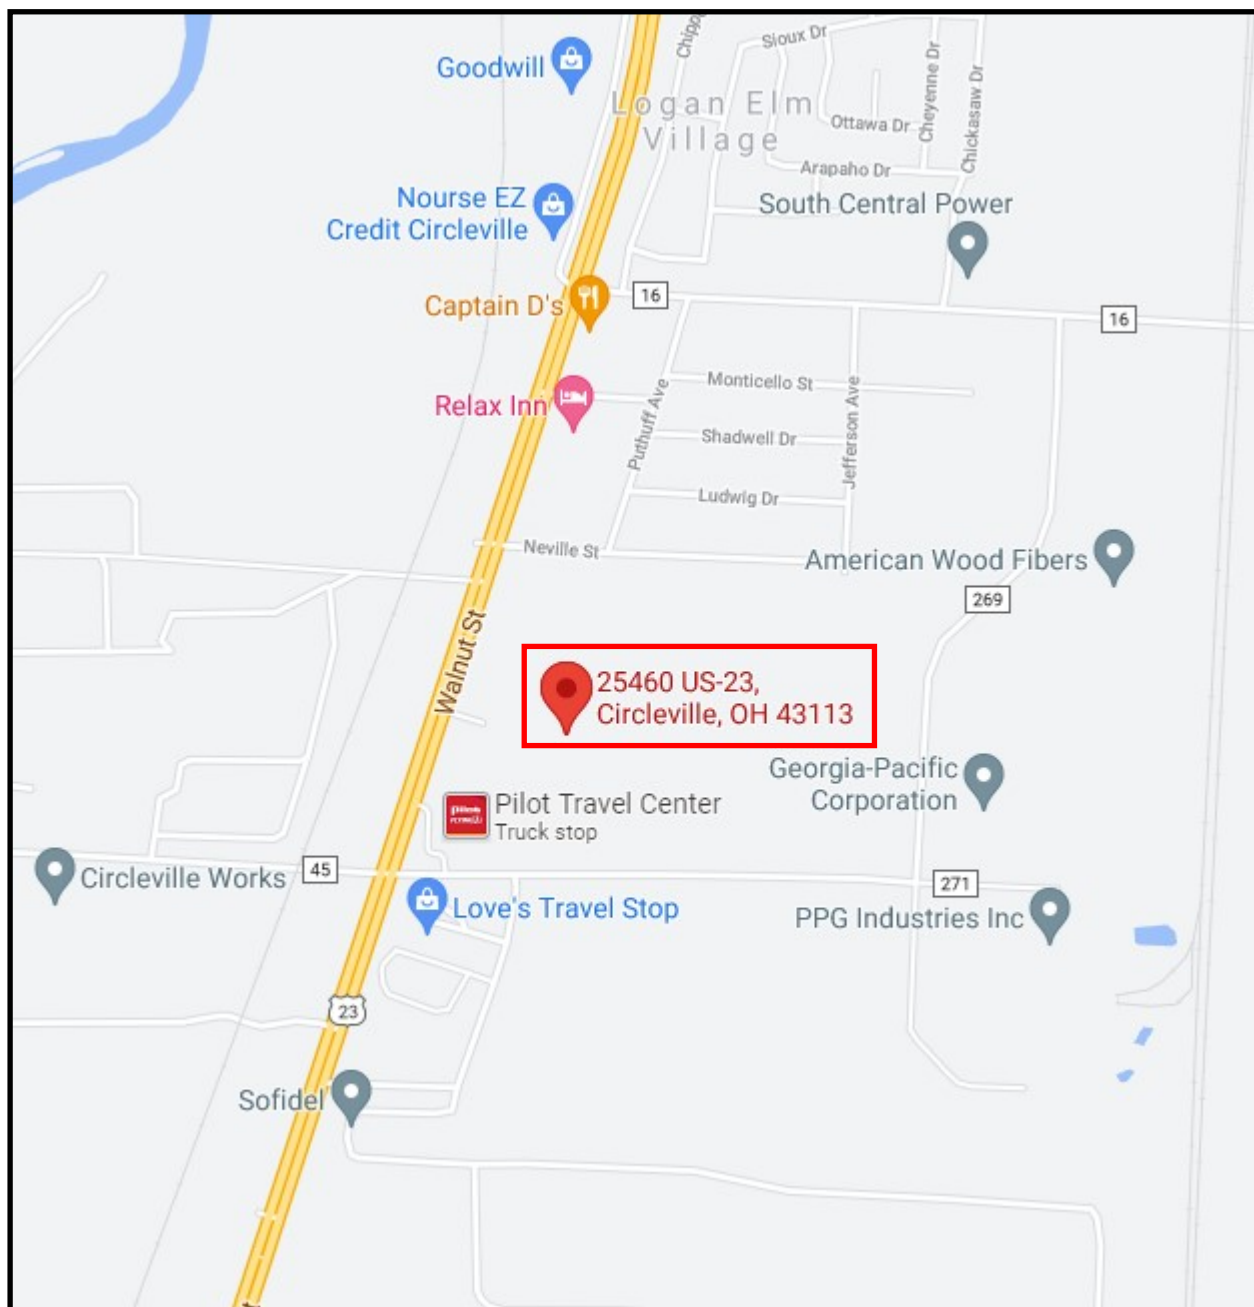 Goodwill
Chipp
Sioux Dr
Cheyenne Dr
Chickasaw Dr
Logan Elm
Village
Ottawa Dr
Arapaho Dr
Nourse EZ
Credit Circleville
South Central Power
Captain D's
16
16
Relax Inn
Monticello St
Puthuff Ave
Jefferson Ave
Shadwell Dr
Ludwig Dr
Neville St
American Wood Fibers
269
Walnut St
25460 US-23,
Circleville, OH 43113
Georgia-Pacific
Corporation
Pilot Travel Center
Truck stop
Circleville Works
45
271
Love's Travel Stop
PPG Industries Inc
23
Sofidel